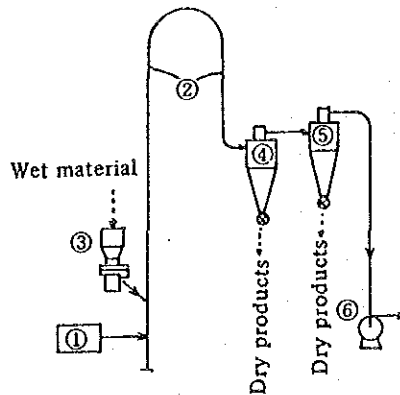 ②
④
⑤
Wet material
③
①
⑥
Dry products
Dry products